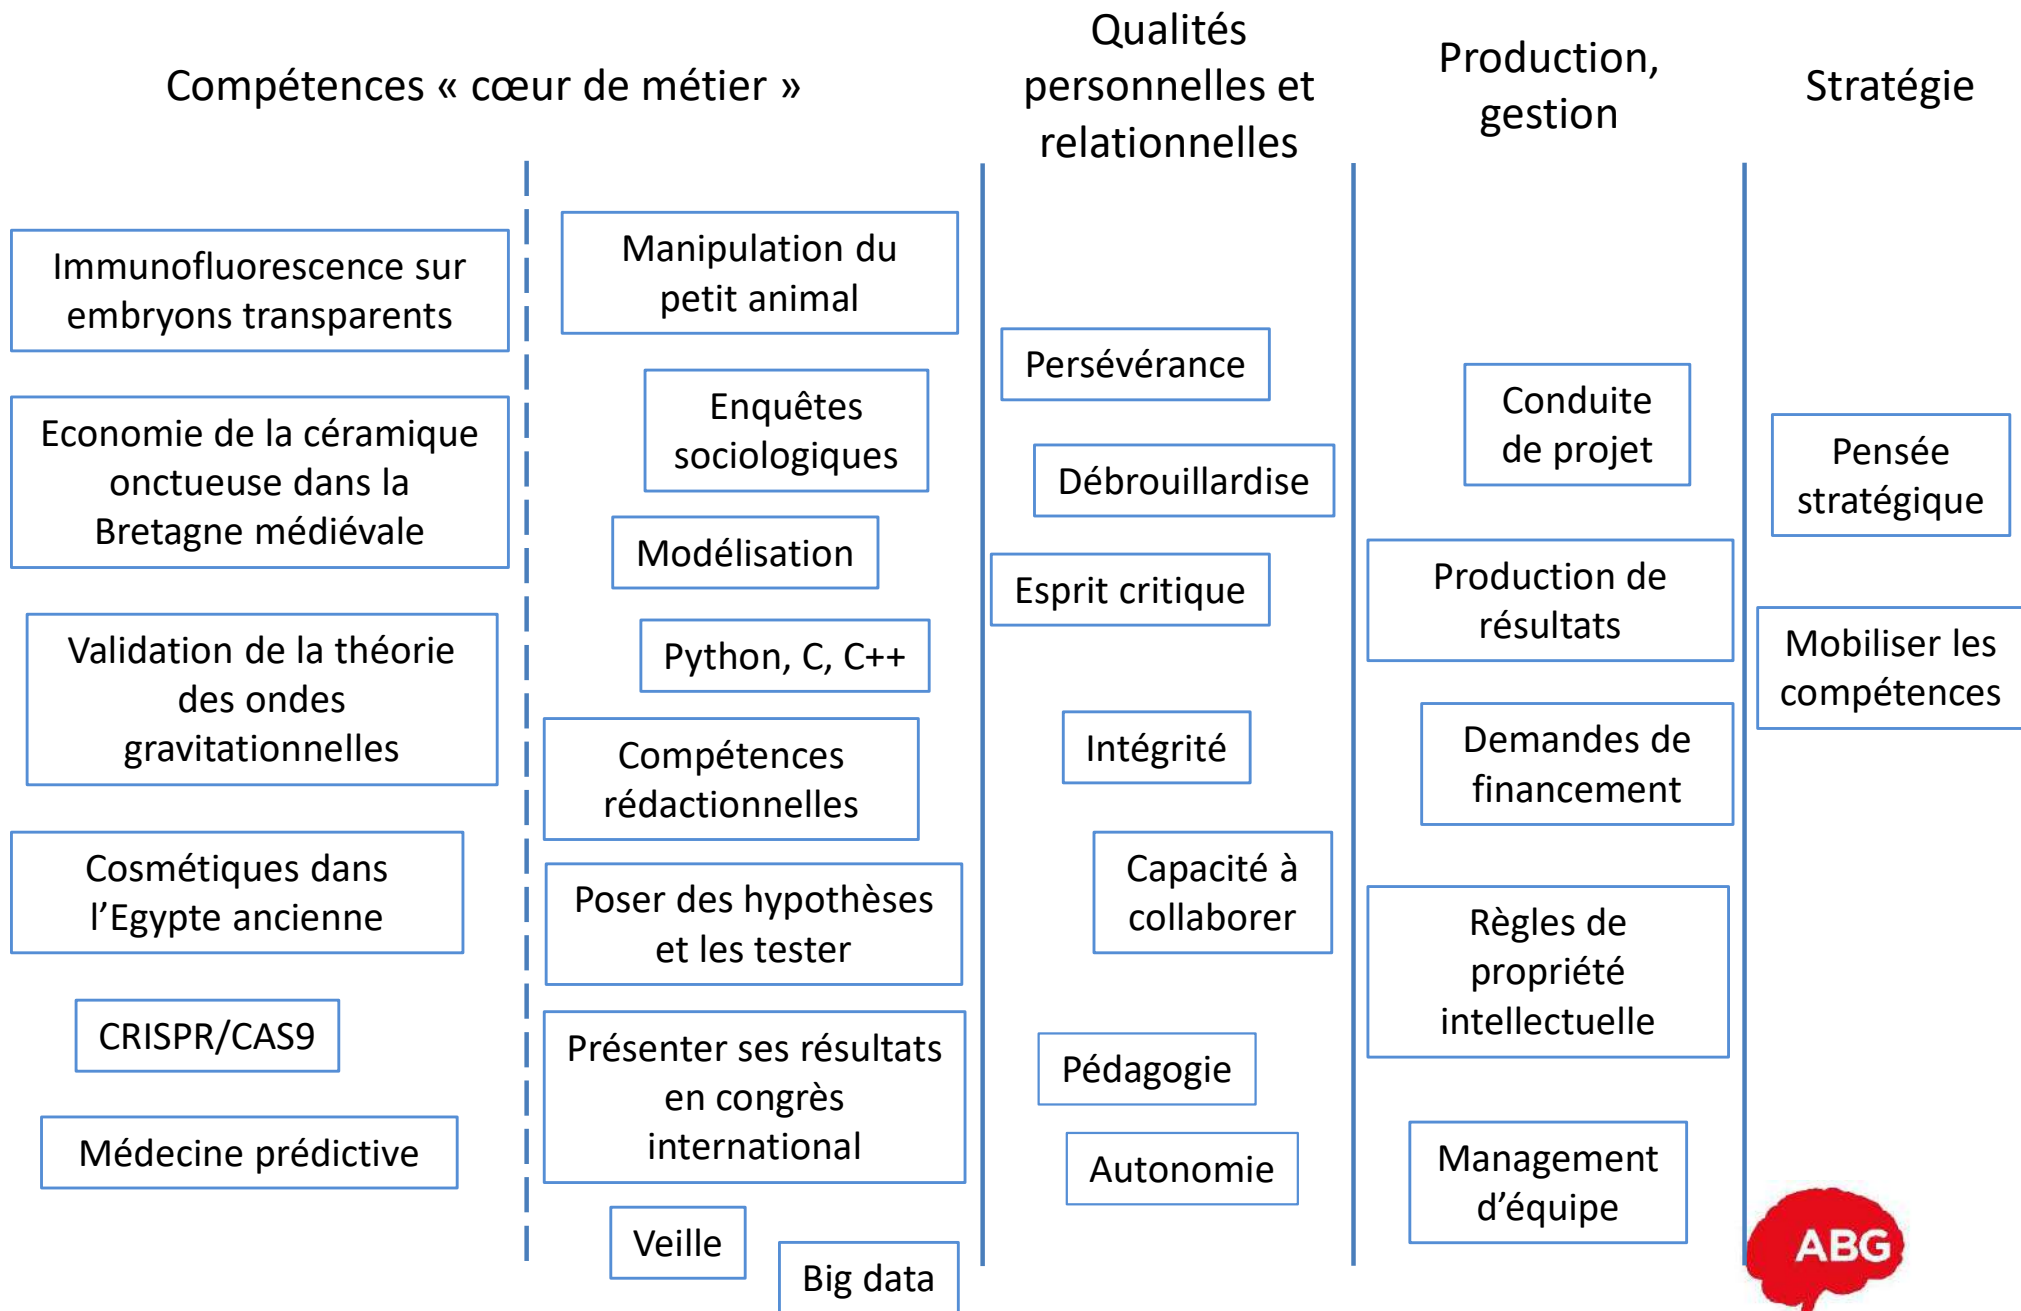 Compétences « cœur de métier »
Qualités
personnelles et
relationnelles
Production,
gestion
Stratégie
Immunofluorescence sur
embryons transparents
Economie de la céramique
onctueuse dans la
Bretagne médiévale
Validation de la théorie
des ondes
gravitationnelles
Cosmétiques dans
l’Egypte ancienne
CRISPR/CAS9
Médecine prédictive
Manipulation du
petit animal
Enquêtes
sociologiques
Modélisation
Python, C, C++
Compétences
rédactionnelles
Poser des hypothèses
et les tester
Présenter ses résultats
en congrès
international
Veille
Big data
Persévérance
Débrouillardise
Esprit critique
Intégrité
Capacité à
collaborer
Pédagogie
Autonomie
Conduite
de projet
Production de
résultats
Demandes de
financement
Règles de
propriété
intellectuelle
Management
d’équipe
Pensée
stratégique
Mobiliser les
compétences
ABG